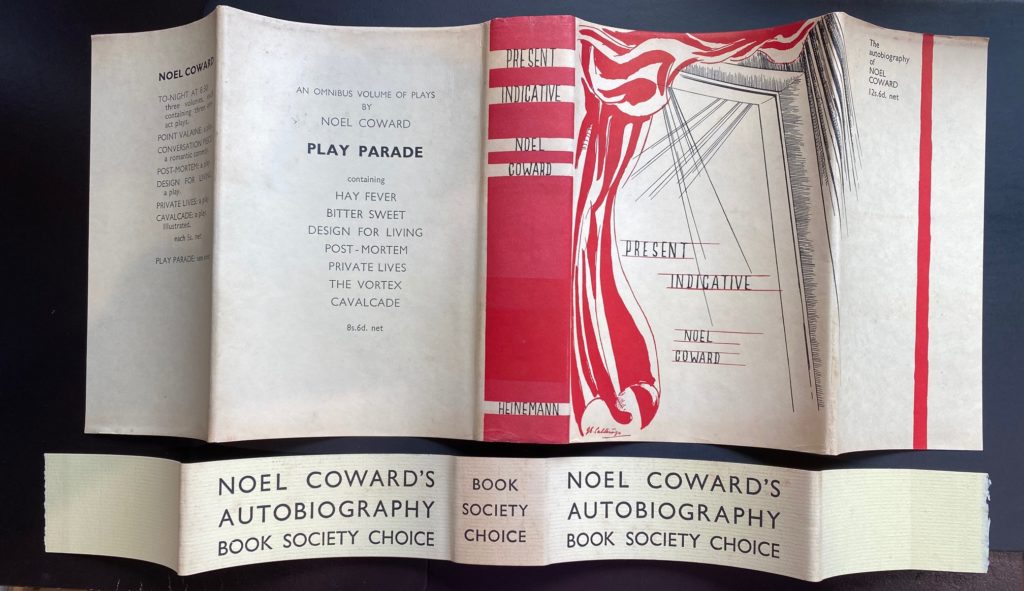 NOEL COWARD
TO-NIGHT AT 8.30
three volumes, each
containing three one
act plays.
POINT VALAINE: a play.
CONVERSATION PIECE:
a romantic comedy.
POST-MORTEM: a play.
DESIGN FOR LIVING:
a play.
PRIVATE LIVES: a play.
CAVALCADE: a play.
Illustrated.
each 5s. net
PLAY PARADE:
AN OMNIBUS VOLUME OF PLAYS
BY
NOEL COWARD
PLAY PARADE
containing
HAY FEVER
BITTER SWEET
DESIGN FOR LIVING
POST-MORTEM
PRIVATE LIVES
THE VORTEX
CAVALCADE
8s.6d. net
PRESENT
INDICATIVE
NOEL
COWARD
HEINEMANN
PRESENT
INDICATIVE
NOEL
COWARD
The
autobiography
of
NOEL
COWARD
12s.6d. net
NOEL COWARD'S
AUTOBIOGRAPHY
BOOK SOCIETY CHOICE
BOOK
SOCIETY
CHOICE
NOEL COWARD'S
AUTOBIOGRAPHY
BOOK SOCIETY CHOICE